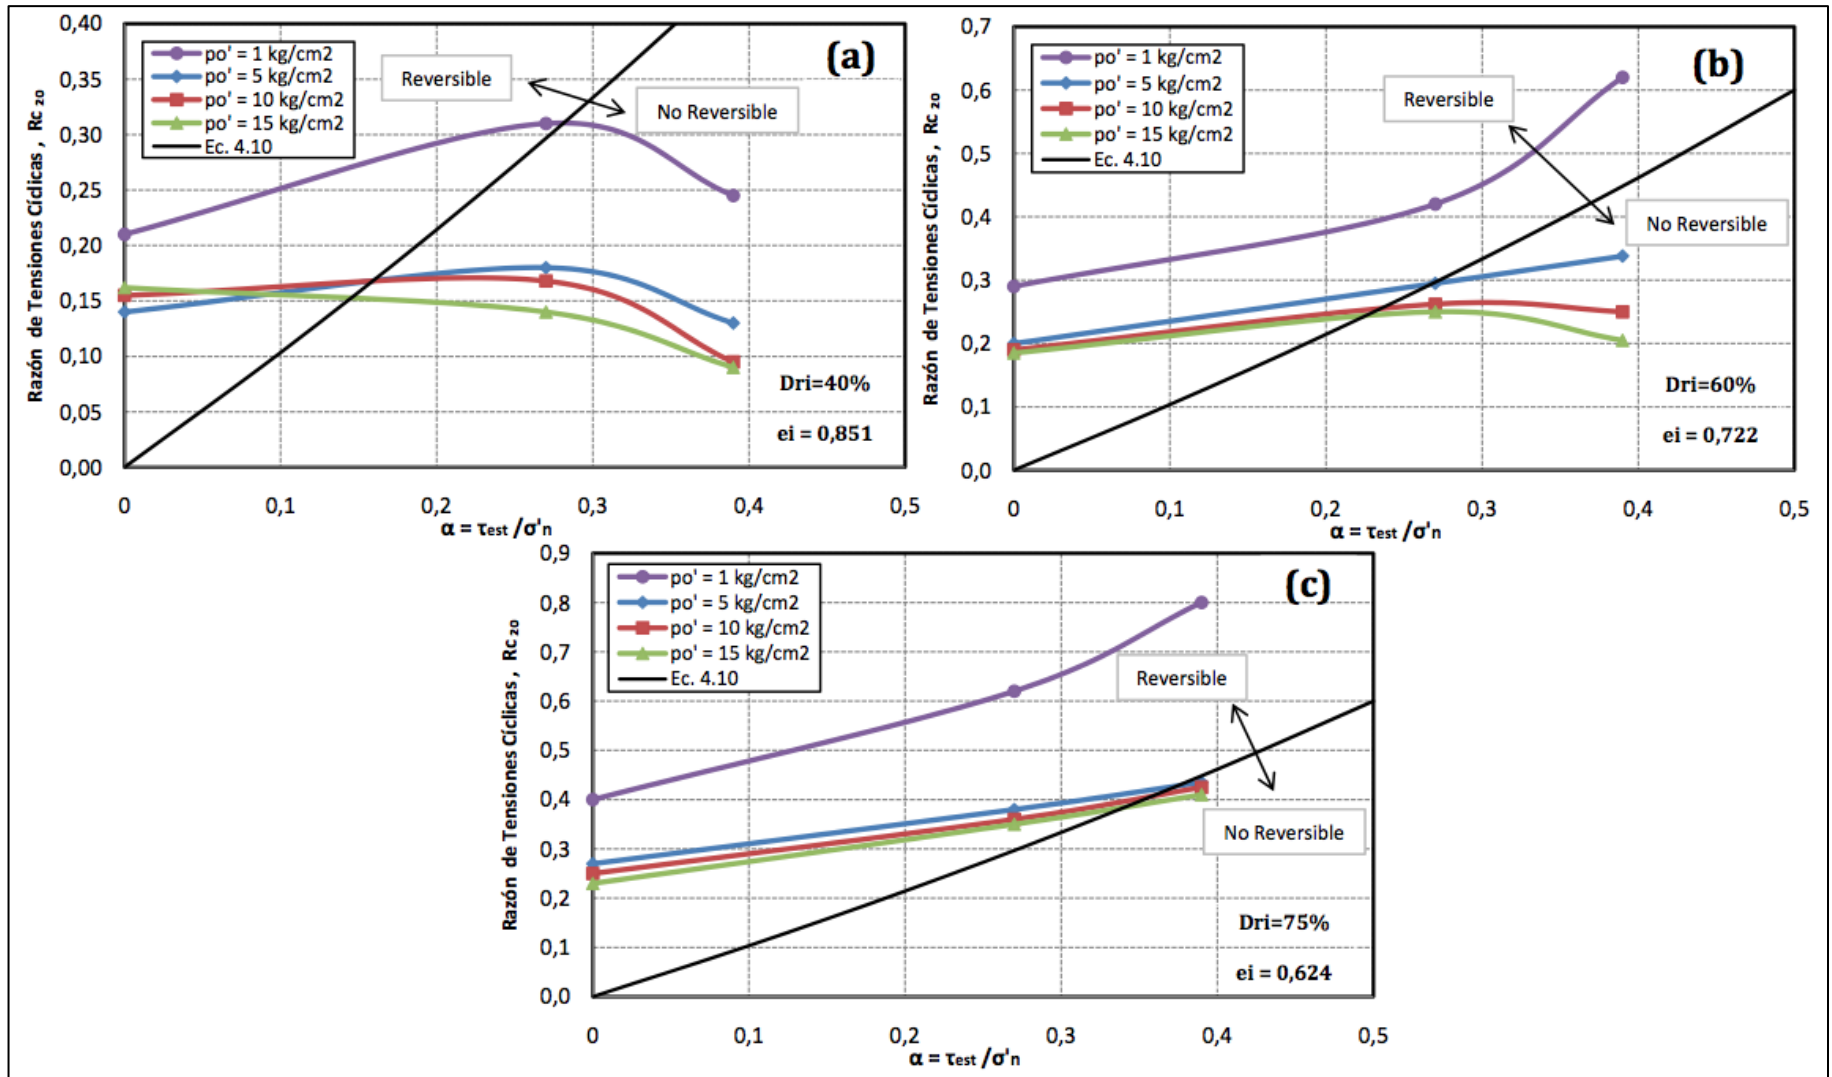 (a)
Razón de Tensiones Cíclicas , Rc 20
0,40
0,35
0,30
0,25
0,20
0,15
0,10
0,05
0,00
po' = 1 kg/cm2
po' = 5 kg/cm2
po' = 10 kg/cm2
po' = 15 kg/cm2
Ec. 4.10
Reversible
No Reversible
Dri=40%
ei = 0,851
0 0,1 0,2 0,3 0,4 0,5
α = τest /σ'n
(b)
Razón de Tensiones Cíclicas , Rc 20
0,7
0,6
0,5
0,4
0,3
0,2
0,1
0,0
po' = 1 kg/cm2
po' = 5 kg/cm2
po' = 10 kg/cm2
po' = 15 kg/cm2
Ec. 4.10
Reversible
No Reversible
Dri=60%
ei = 0,722
0 0,1 0,2 0,3 0,4 0,5
α = τest /σ'n
(c)
Razón de Tensiones Cíclicas , Rc 20
0,9
0,8
0,7
0,6
0,5
0,4
0,3
0,2
0,1
0,0
po' = 1 kg/cm2
po' = 5 kg/cm2
po' = 10 kg/cm2
po' = 15 kg/cm2
Ec. 4.10
Reversible
No Reversible
Dri=75%
ei = 0,624
0 0,1 0,2 0,3 0,4 0,5
α = τest /σ'n